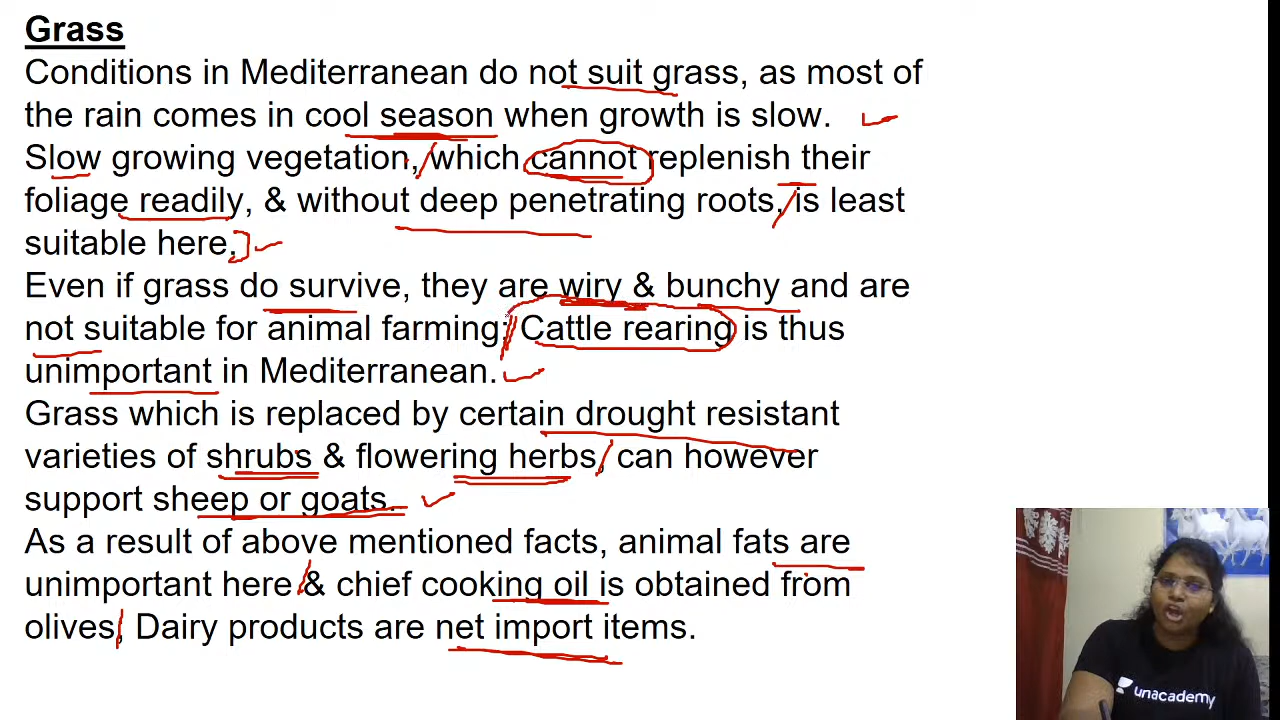 Grass
Conditions in Mediterranean do not suit grass, as most of
the rain comes in cool season when growth is slow.
Slow growing vegetation, which cannot replenish their
foliage readily, & without deep penetrating roots, is least
suitable here.
Even if grass do survive, they are wiry & bunchy and are
not suitable for animal farming; Cattle rearing is thus
unimportant in Mediterranean.
Grass which is replaced by certain drought resistant
varieties of shrubs & flowering herbs, can however
support sheep or goats.
As a result of above mentioned facts, animal fats are
unimportant here & chief cooking oil is obtained from
olives, Dairy products are net import items.
unacademy